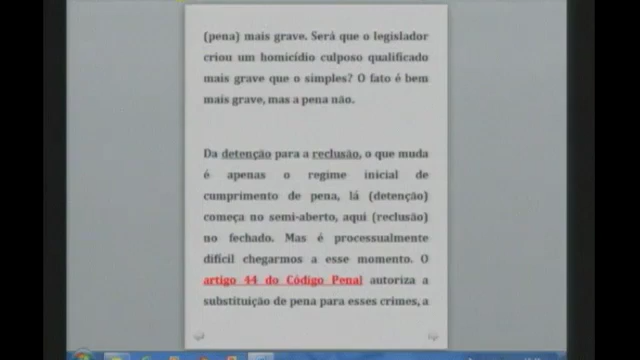 (pena) mais grave. Será que o legislador
criou um homicídio culposo qualificado
mais grave que o simples? O fato é bem
mais grave, mas a pena não.
Da detenção para a reclusão, o que muda
é apenas o regime inicial de
cumprimento de pena, lá (detenção)
começa no semi-aberto, aqui (reclusão)
no fechado. Mas é processualmente
difícil chegarmos a esse momento. O
artigo 44 do Código Penal autoriza a
substituição de pena para esses crimes, a